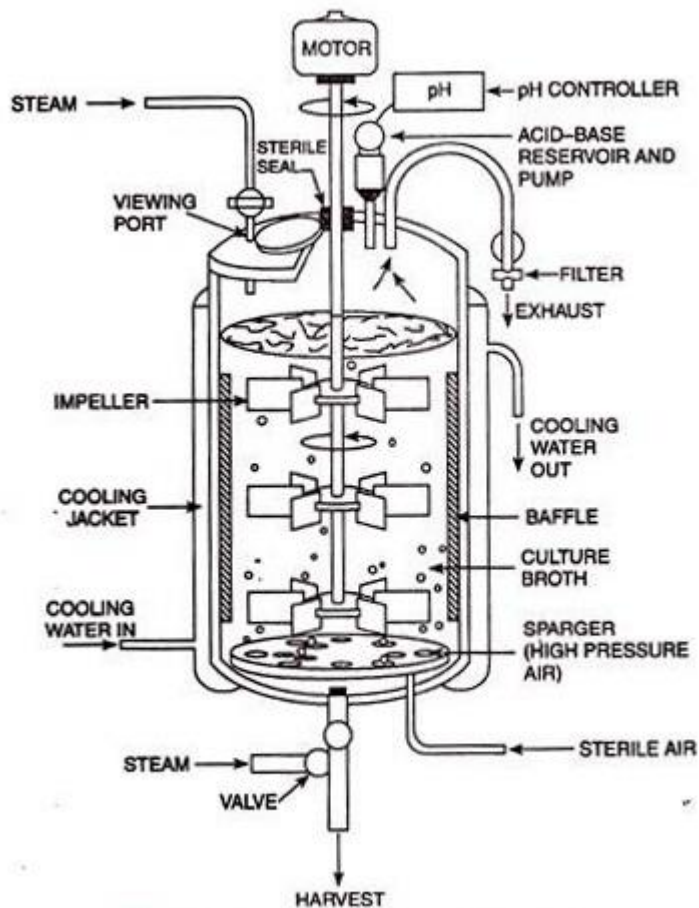 MOTOR
pH
pH CONTROLLER
STEAM
ACID–BASE
RESERVOIR AND
PUMP
STERILE
SEAL
VIEWING
PORT
FILTER
EXHAUST
IMPELLER
COOLING
WATER
OUT
COOLING
JACKET
BAFFLE
CULTURE
BROTH
COOLING
WATER IN
SPARGER
(HIGH PRESSURE
AIR)
STERILE AIR
STEAM
VALVE
HARVEST